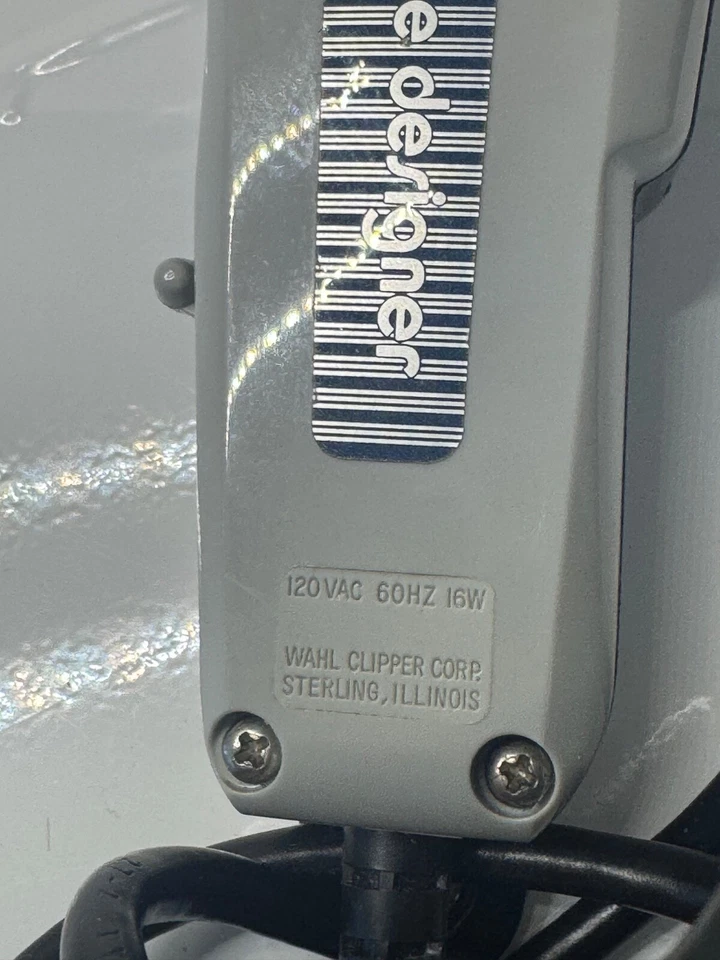 e designer
120VAC 60HZ 16W
WAHL CLIPPER CORP.
STERLING, ILLINOIS